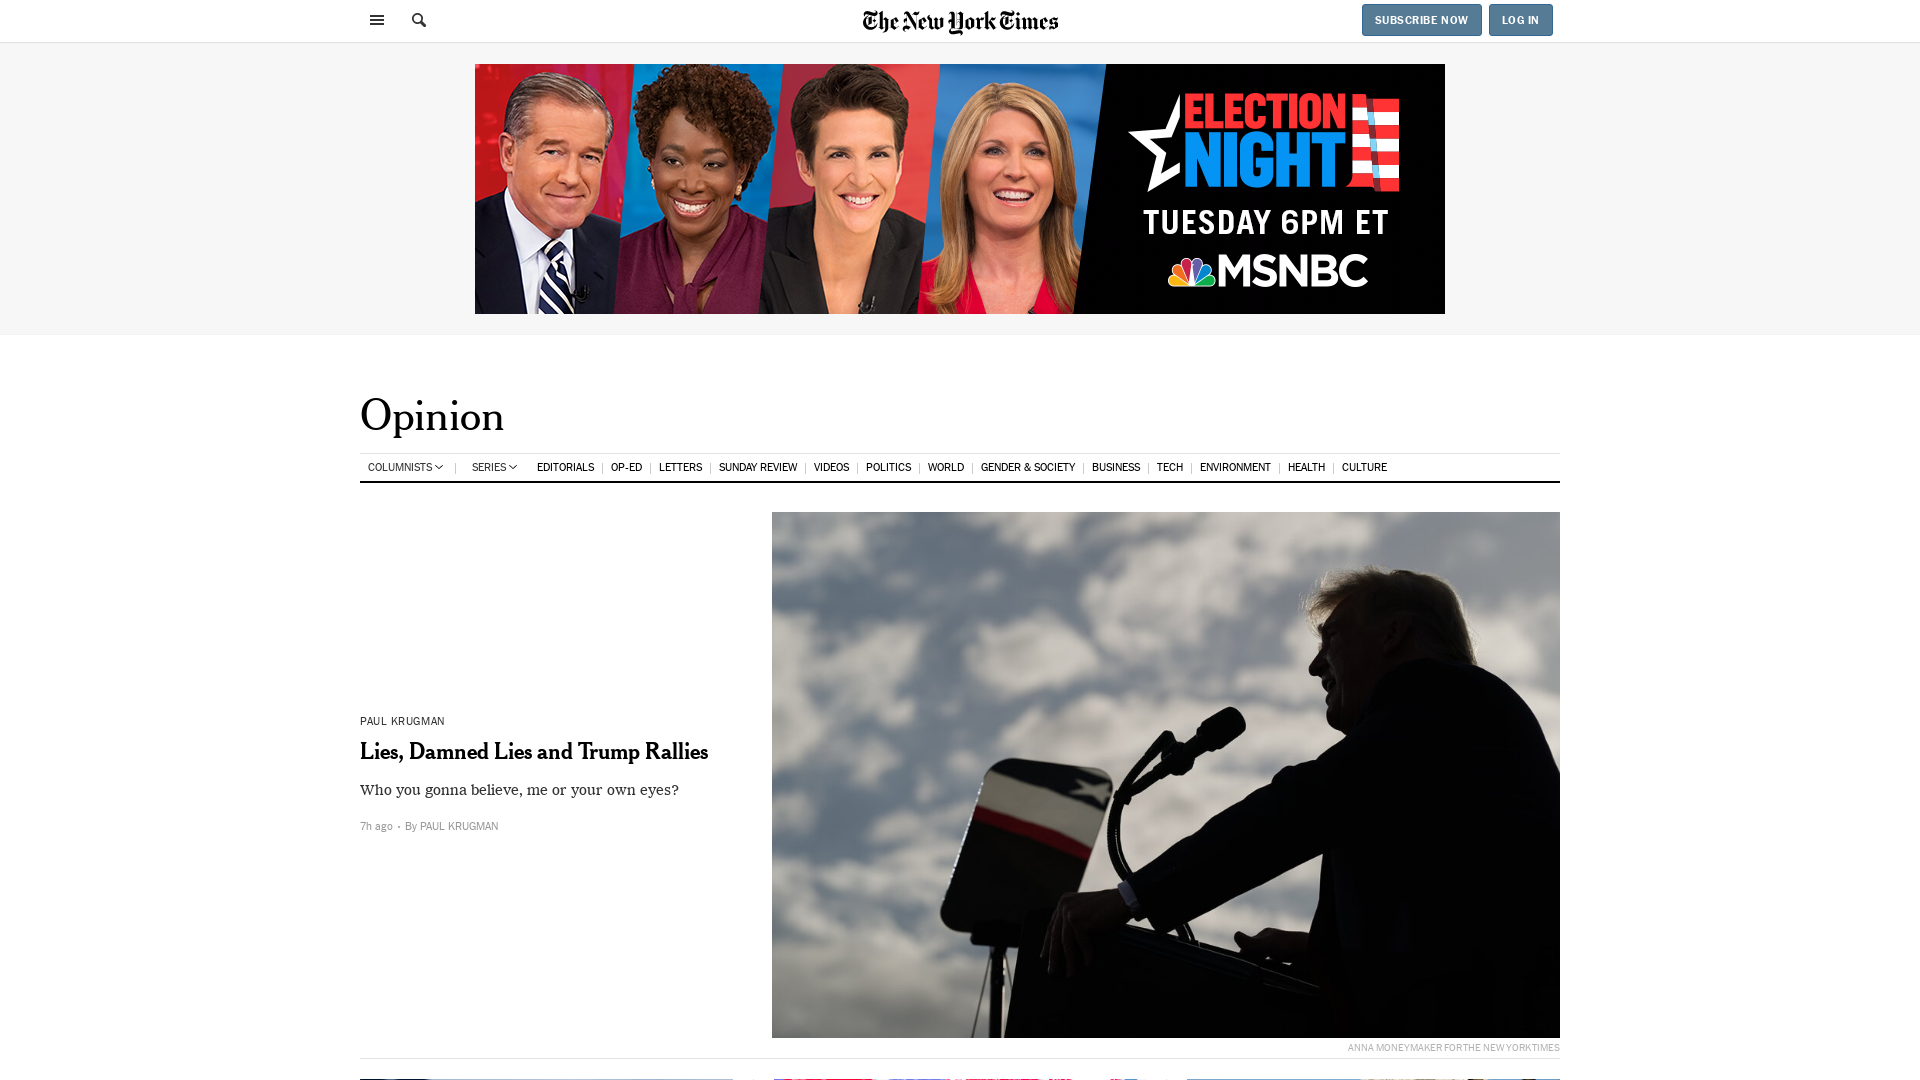 The New York Times
SUBSCRIBE NOW
LOG IN
ELECTION
NIGHT
TUESDAY 6PM ET
MSNBC
Opinion
COLUMNISTS
SERIES
EDITORIALS
OP-ED
LETTERS
SUNDAY REVIEW
VIDEOS
POLITICS
WORLD
GENDER & SOCIETY
BUSINESS
TECH
ENVIRONMENT
HEALTH
CULTURE
PAUL KRUGMAN
Lies, Damned Lies and Trump Rallies
Who you gonna believe, me or your own eyes?
7h ago • By PAUL KRUGMAN
ANNA MONEYMAKER FOR THE NEW YORK TIMES